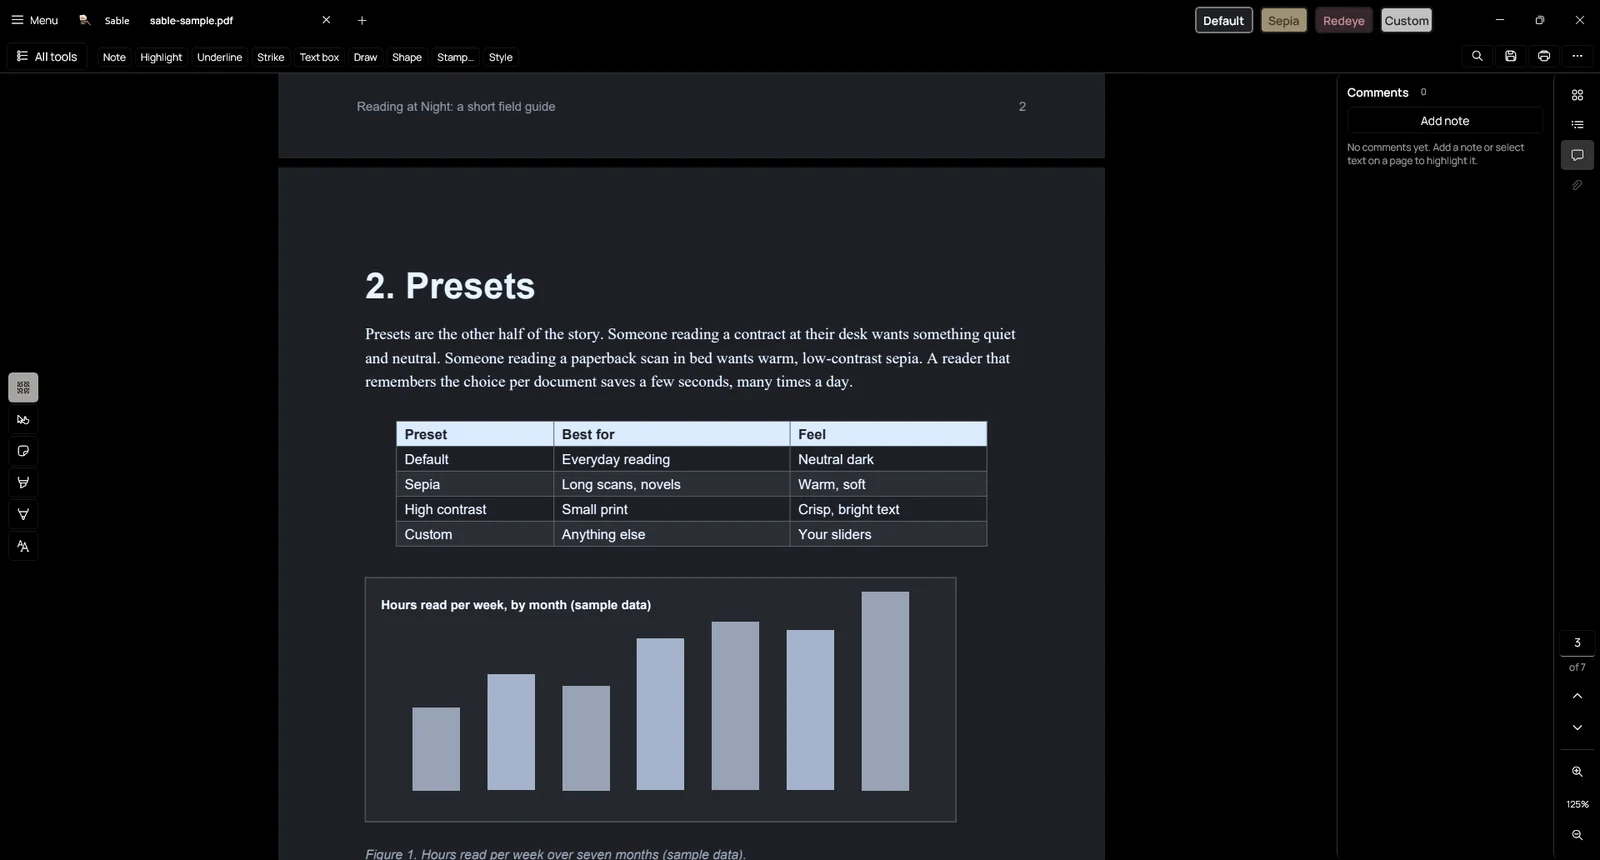 Menu Sable sable-sample.pdf Default Sepia Redeye Custom
All tools Note Highlight Underline Strike Text box Draw Shape Stamp... Style
Reading at Night: a short field guide 2
2. Presets
Presets are the other half of the story. Someone reading a contract at their desk wants something quiet
and neutral. Someone reading a paperback scan in bed wants warm, low-contrast sepia. A reader that
remembers the choice per document saves a few seconds, many times a day.
Preset Best for Feel
Default Everyday reading Neutral dark
Sepia Long scans, novels Warm, soft
High contrast Small print Crisp, bright text
Custom Anything else Your sliders
Hours read per week, by month (sample data)
Figure 1. Hours read per week over seven months (sample data).
Comments 0
Add note
No comments yet. Add a note or select
text on a page to highlight it.
3
of 7
125%